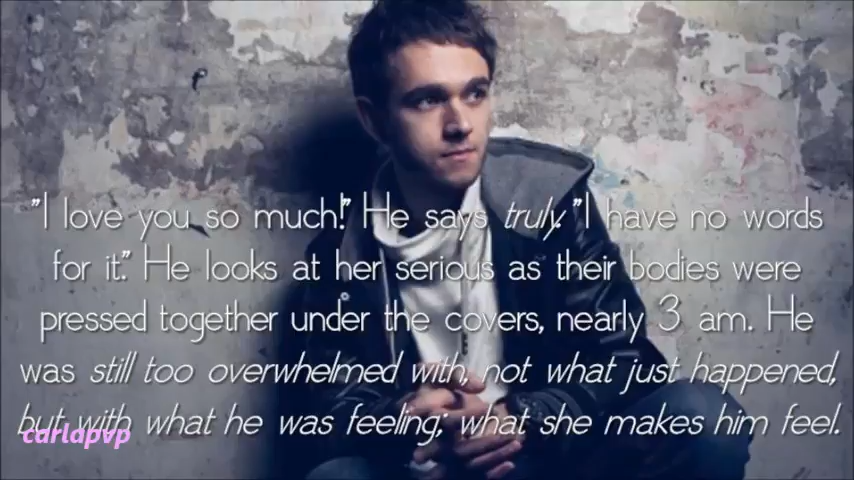 "I love you so much!" He says truly. "I have no words
for it." He looks at her serious as their bodies were
pressed together under the covers, nearly 3 am. He
was still too overwhelmed with, not what just happened,
but with what he was feeling; what she makes him feel.
carlapvp